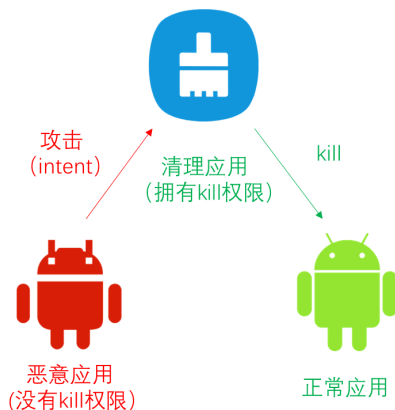 攻击
（intent）
清理应用
（拥有kill权限）
kill
恶意应用
(没有kill权限）
正常应用